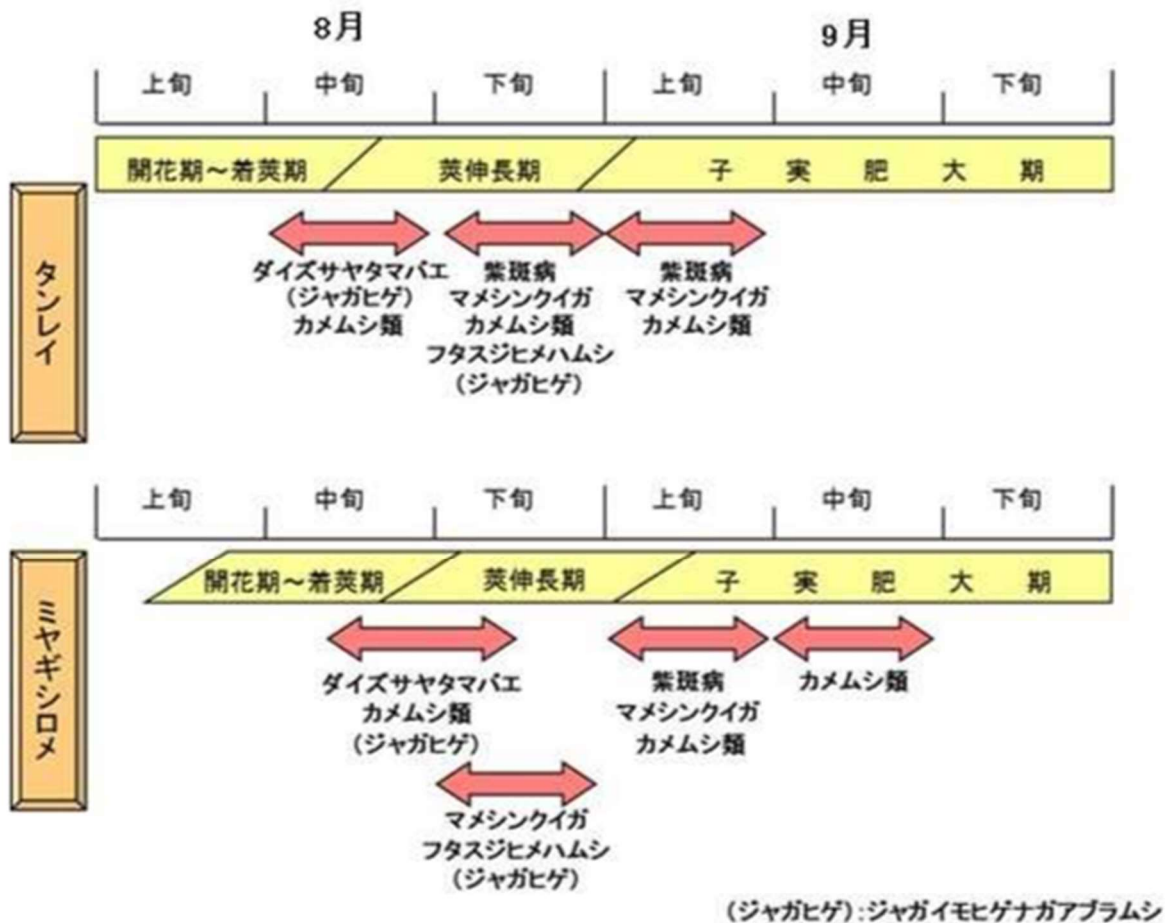 8月
9月
上旬 中旬 下旬 上旬 中旬 下旬
開花期～着莢期 莢伸長期 子実肥大期
タンレイ
ダイズサヤタマバエ
(ジャガヒゲ)
カメムシ類
紫斑病
マメシンクイガ
カメムシ類
フタスジヒメハムシ
(ジャガヒゲ)
紫斑病
マメシンクイガ
カメムシ類
上旬 中旬 下旬 上旬 中旬 下旬
開花期～着莢期 莢伸長期 子実肥大期
ミヤギシロメ
ダイズサヤタマバエ
カメムシ類
(ジャガヒゲ)
マメシンクイガ
フタスジヒメハムシ
(ジャガヒゲ)
紫斑病
マメシンクイガ
カメムシ類
カメムシ類
(ジャガヒゲ):ジャガイモヒゲナガアブラムシ